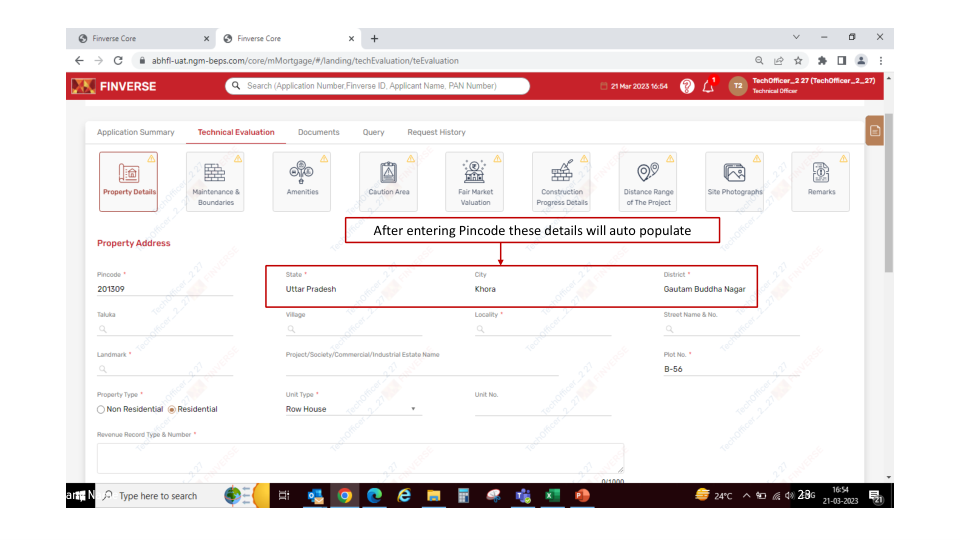 Finverse Core
Finverse Core
abhfl-uat.ngm-beps.com/core/mMortgage/#/landing/techEvaluation/teEvaluation
FINVERSE
Search (Application Number,Finverse ID, Applicant Name, PAN Number)
21 Mar 2023 16:54
T2
TechOfficer_2 27 (TechOfficer_2_27)
Technical Officer
Application Summary
Technical Evaluation
Documents
Query
Request History
Property Details
Maintenance &
Boundaries
Amenities
Caution Area
Fair Market
Valuation
Construction
Progress Details
Distance Range
of The Project
Site Photographs
Remarks
After entering Pincode these details will auto populate
Property Address
Pincode *
201309
State *
Uttar Pradesh
City
Khora
District *
Gautam Buddha Nagar
Taluka
Village
Locality *
Street Name & No.
Landmark *
Project/Society/Commercial/Industrial Estate Name
Plot No. *
B-56
Property Type *
Non Residential
Residential
Unit Type *
Row House
Unit No.
Revenue Record Type & Number *
0/1000
Type here to search
24°C
28
16:54
21-03-2023
21